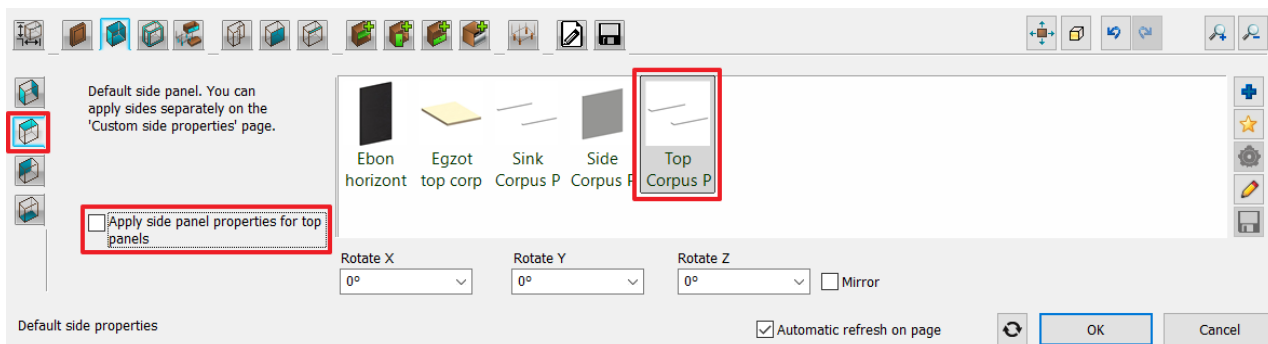 Default side panel. You can
apply sides separately on the
'Custom side properties' page.
Apply side panel properties for top
panels
Ebon
horizont
Egzot
top corp
Sink
Corpus P
Side
Corpus P
Top
Corpus P
Rotate X
Rotate Y
Rotate Z
0°
0°
0°
Mirror
Default side properties
Automatic refresh on page
OK
Cancel